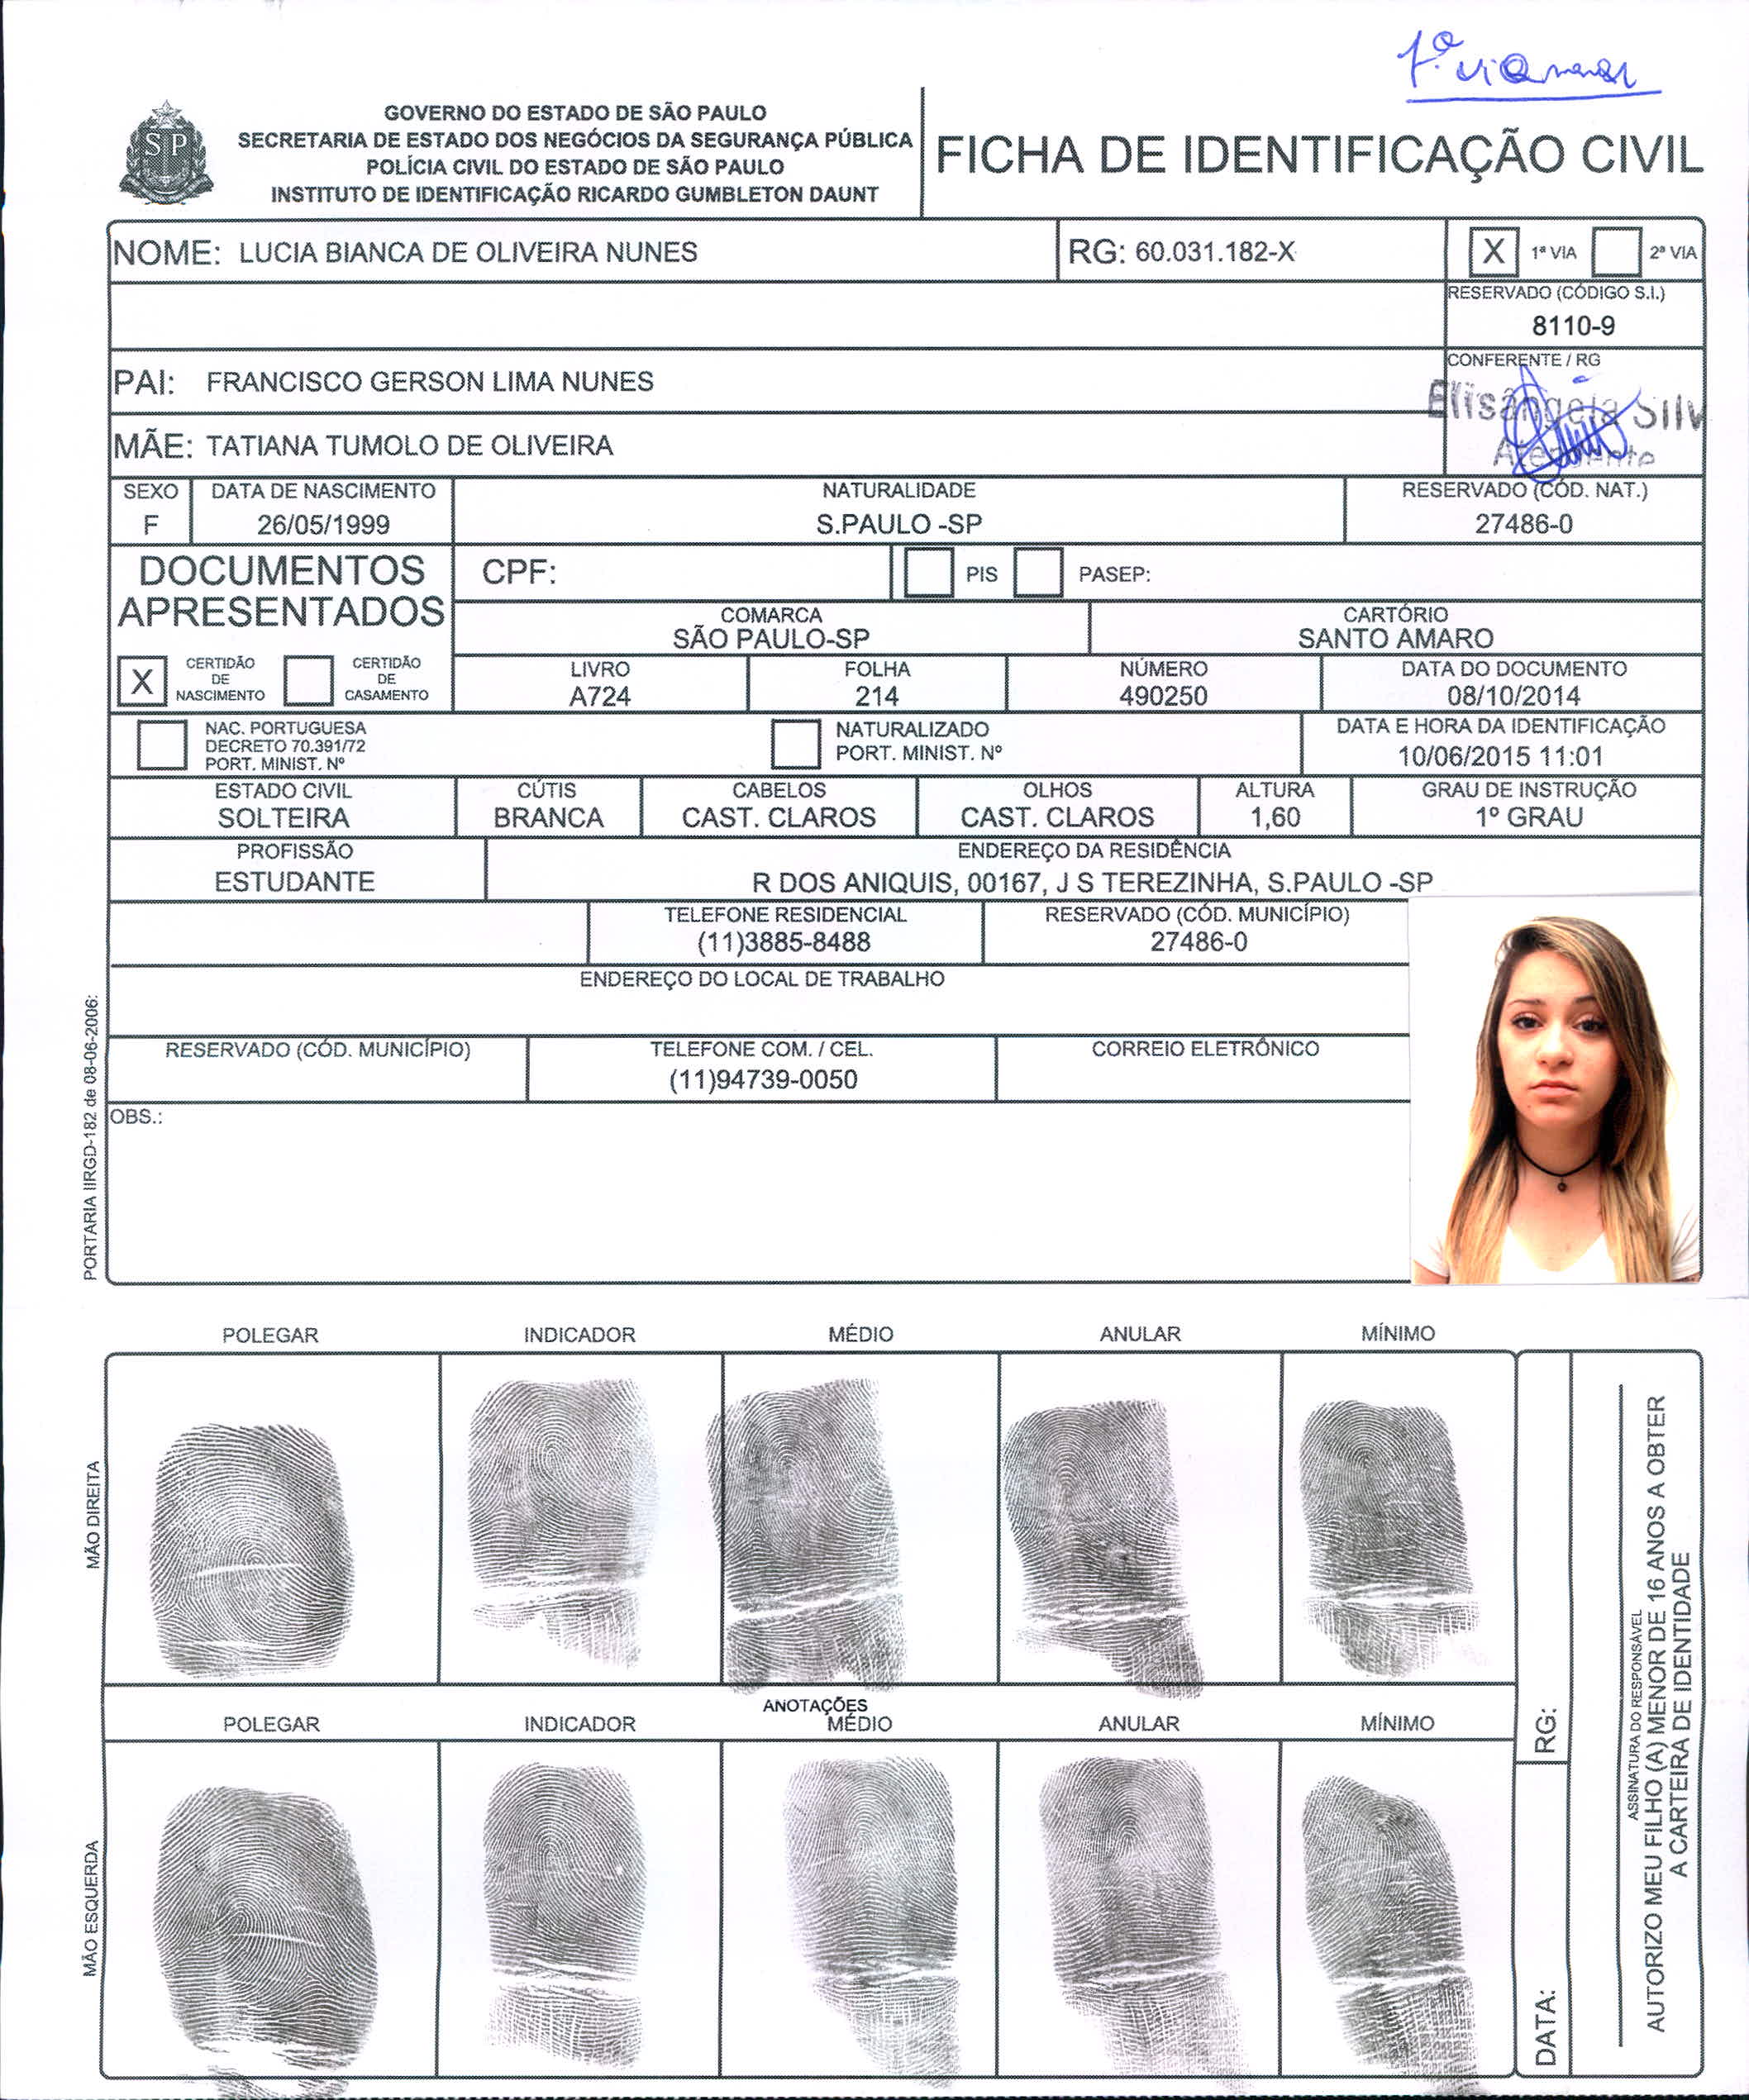 1ª via
GOVERNO DO ESTADO DE SÃO PAULO
SECRETARIA DE ESTADO DOS NEGÓCIOS DA SEGURANÇA PÚBLICA
POLÍCIA CIVIL DO ESTADO DE SÃO PAULO
INSTITUTO DE IDENTIFICAÇÃO RICARDO GUMBLETON DAUNT
SP
FICHA DE IDENTIFICAÇÃO CIVIL
NOME: LUCIA BIANCA DE OLIVEIRA NUNES RG: 60.031.182-X X 1ª VIA 2ª VIA
RESERVADO (CÓDIGO S.I.)
8110-9
PAI: FRANCISCO GERSON LIMA NUNES
CONFERENTE / RG
Elisângela Silv
Atendente
MÃE: TATIANA TUMOLO DE OLIVEIRA
SEXO DATA DE NASCIMENTO NATURALIDADE RESERVADO (CÓD. NAT.)
F 26/05/1999 S.PAULO -SP 27486-0
DOCUMENTOS
APRESENTADOS
CPF: PIS PASEP:
COMARCA CARTÓRIO
SÃO PAULO-SP SANTO AMARO
X CERTIDÃO DE NASCIMENTO CERTIDÃO DE CASAMENTO
LIVRO FOLHA NÚMERO DATA DO DOCUMENTO
A724 214 490250 08/10/2014
NAC. PORTUGUESA
DECRETO 70.391/72
PORT. MINIST. Nº
NATURALIZADO
PORT. MINIST. Nº
DATA E HORA DA IDENTIFICAÇÃO
10/06/2015 11:01
ESTADO CIVIL CÚTIS CABELOS OLHOS ALTURA GRAU DE INSTRUÇÃO
SOLTEIRA BRANCA CAST. CLAROS CAST. CLAROS 1,60 1º GRAU
PROFISSÃO ENDEREÇO DA RESIDÊNCIA
ESTUDANTE R DOS ANIQUIS, 00167, J S TEREZINHA, S.PAULO -SP
TELEFONE RESIDENCIAL RESERVADO (CÓD. MUNICÍPIO)
(11)3885-8488 27486-0
ENDEREÇO DO LOCAL DE TRABALHO
RESERVADO (CÓD. MUNICÍPIO) TELEFONE COM. / CEL. CORREIO ELETRÔNICO
(11)94739-0050
OBS.:
PORTARIA IIRGD-182 de 08-06-2006:
POLEGAR INDICADOR MÉDIO ANULAR MÍNIMO
MÃO DIREITA
ANOTAÇÕES
POLEGAR INDICADOR MÉDIO ANULAR MÍNIMO
MÃO ESQUERDA
RG:
DATA:
ASSINATURA DO RESPONSÁVEL
AUTORIZO MEU FILHO (A) MENOR DE 16 ANOS A OBTER
A CARTEIRA DE IDENTIDADE